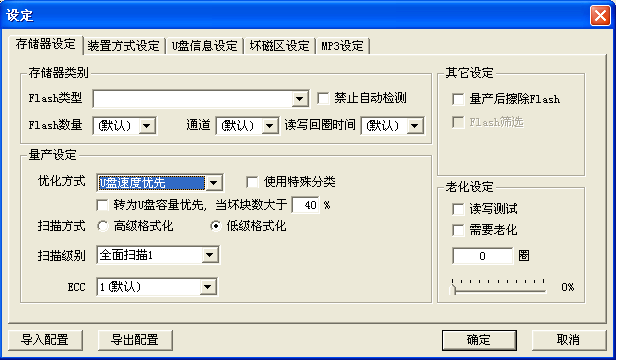 设定
存储器设定 装置方式设定 U盘信息设定 坏磁区设定 MP3设定
存储器类别
Flash类型 禁止自动检测
Flash数量 (默认) 通道 (默认) 读写回圈时间 (默认)
量产设定
优化方式 U盘速度优先 使用特殊分类
转为U盘容量优先, 当坏块数大于 40 %
扫描方式 高级格式化 低级格式化
扫描级别 全面扫描1
ECC 1(默认)
其它设定
量产后擦除Flash
Flash筛选
老化设定
读写测试
需要老化
0 圈
0%
导入配置 导出配置 确定 取消